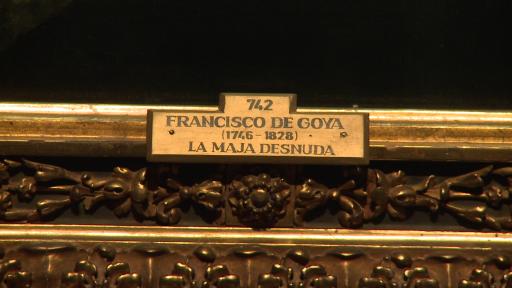 742
FRANCISCO DE GOYA
(1746-1828)
LA MAJA DESNUDA